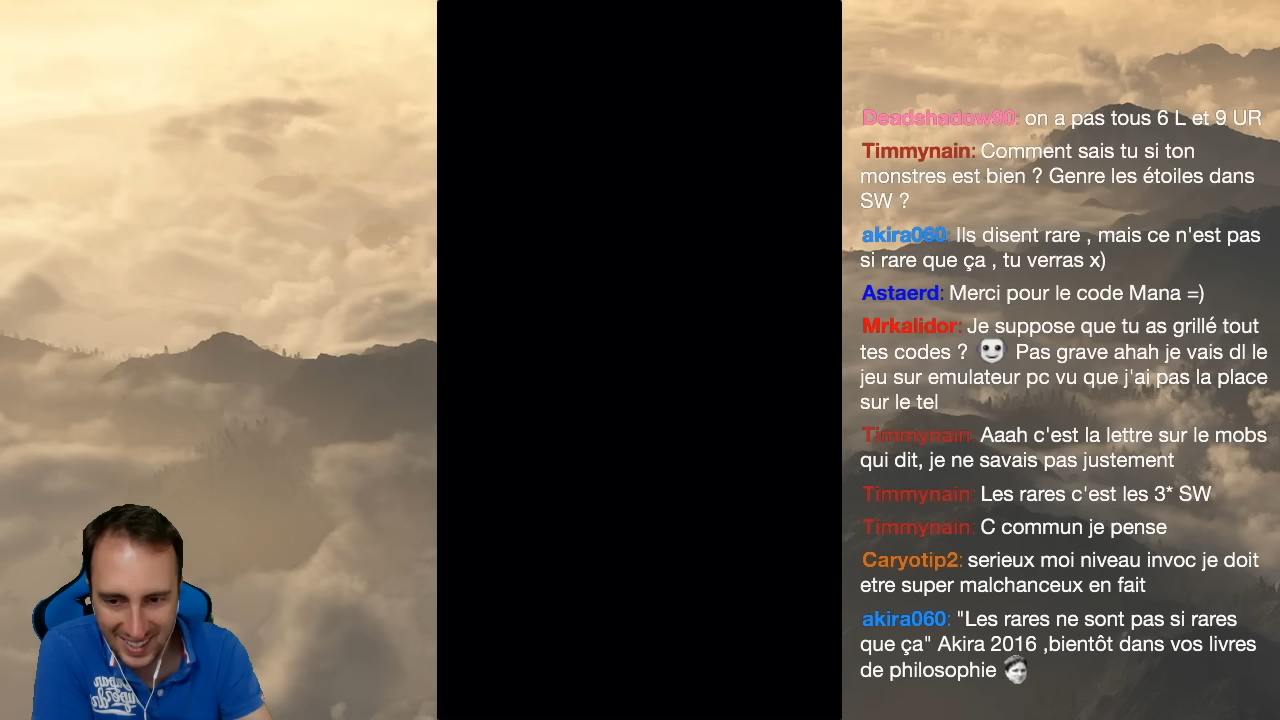 Deadshadow90: on a pas tous 6 L et 9 UR
Timmynain: Comment sais tu si ton
monstres est bien ? Genre les étoiles dans
SW ?
akira060: Ils disent rare , mais ce n'est pas
si rare que ça , tu verras x)
Astaerd: Merci pour le code Mana =)
Mrkalidor: Je suppose que tu as grillé tout
tes codes ? Pas grave ahah je vais dl le
jeu sur emulateur pc vu que j'ai pas la place
sur le tel
Timmynain: Aaah c'est la lettre sur le mobs
qui dit, je ne savais pas justement
Timmynain: Les rares c'est les 3* SW
Timmynain: C commun je pense
Caryotip2: serieux moi niveau invoc je doit
etre super malchanceux en fait
akira060: "Les rares ne sont pas si rares
que ça" Akira 2016 ,bientôt dans vos livres
de philosophie